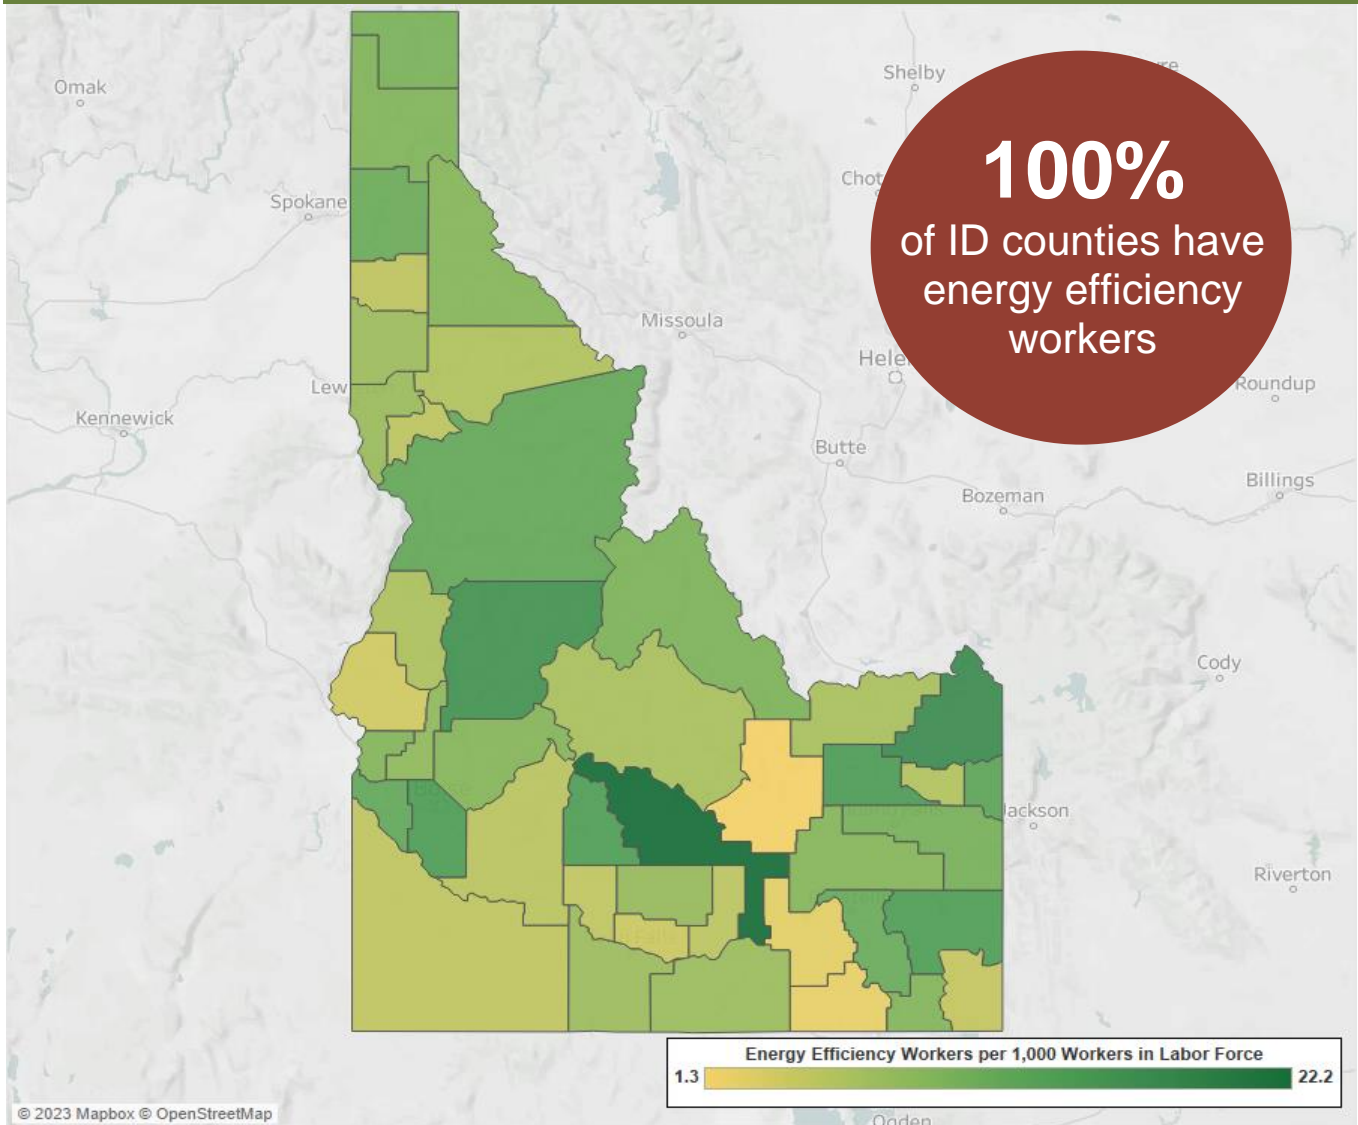 Omak
Shelby
100%
of ID counties have
energy efficiency
workers
Spokane
Missoula
Roundup
Kennewick
Butte
Billings
Bozeman
Cody
Jackson
Riverton
Energy Efficiency Workers per 1,000 Workers in Labor Force
1.3
22.2
© 2023 Mapbox © OpenStreetMap
Ogden